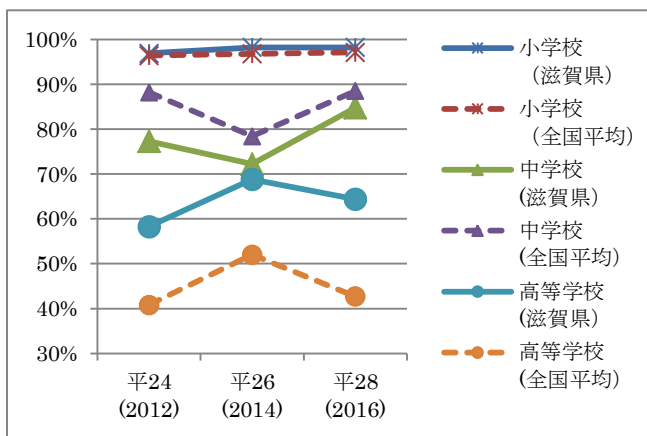 100%
90%
80%
70%
60%
50%
40%
30%
平24
(2012)
平26
(2014)
平28
(2016)
小学校
（滋賀県）
小学校
（全国平均）
中学校
(滋賀県）
中学校
(全国平均）
高等学校
(滋賀県）
高等学校
(全国平均）